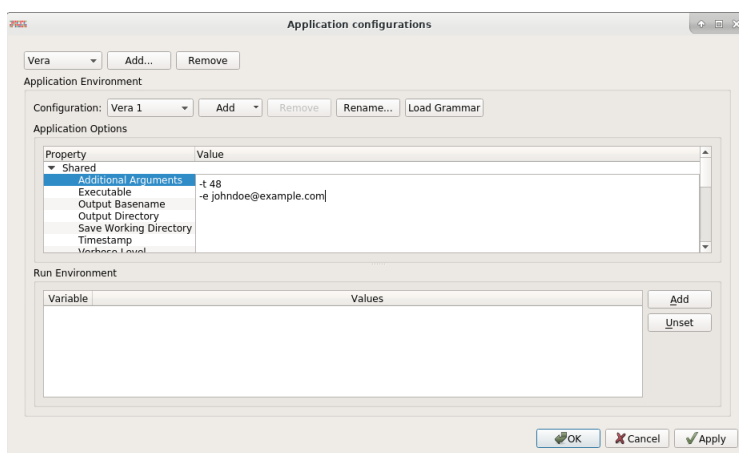 Application configurations
Vera Add... Remove
Application Environment
Configuration: Vera 1 Add Remove Rename... Load Grammar
Application Options
Property Value
Shared
Additional Arguments -t 48
-e johndoe@example.com
Executable
Output Basename
Output Directory
Save Working Directory
Timestamp
Verbose Level
Run Environment
Variable Values Add
Unset
OK Cancel Apply